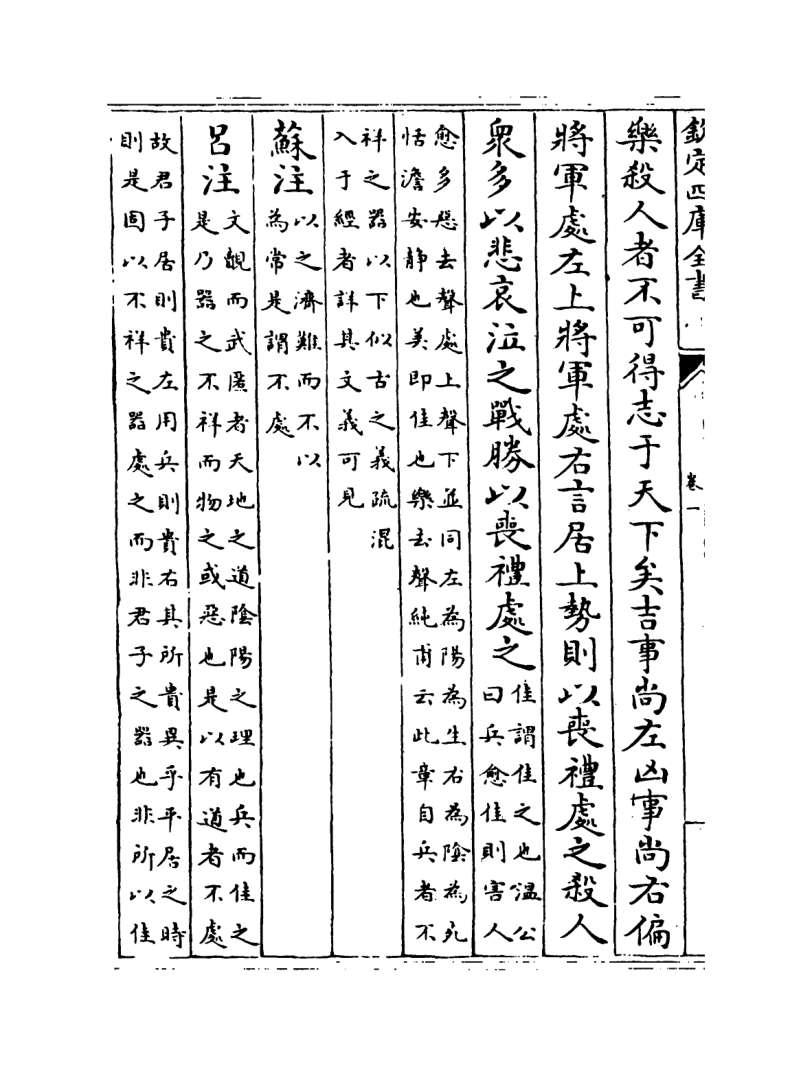 欽定四庫全書
卷一
樂殺人者不可得志于天下矣吉事尚左凶事尚右偏
將軍處左上將軍處右言居上勢則以喪禮處之殺人
衆多以悲哀泣之戰勝以喪禮處之
佳謂佳之也溫公
曰兵愈佳則害人
愈多惡去聲處上聲下並同左為陽為生右為陰為死
恬澹安靜也美即佳也樂去聲純甫云此章自兵者不
祥之器以下似古之義疏混
入于經者詳其文義可見
蘇注
以之濟難而不以
為常是謂不處
呂注
文覿而武匿者天地之道陰陽之理也兵而佳之
是乃器之不祥而物之或惡也是以有道者不處
故君子居則貴左用兵則貴右其所貴異乎平居之時
則是固以不祥之器處之而非君子之器也非所以佳